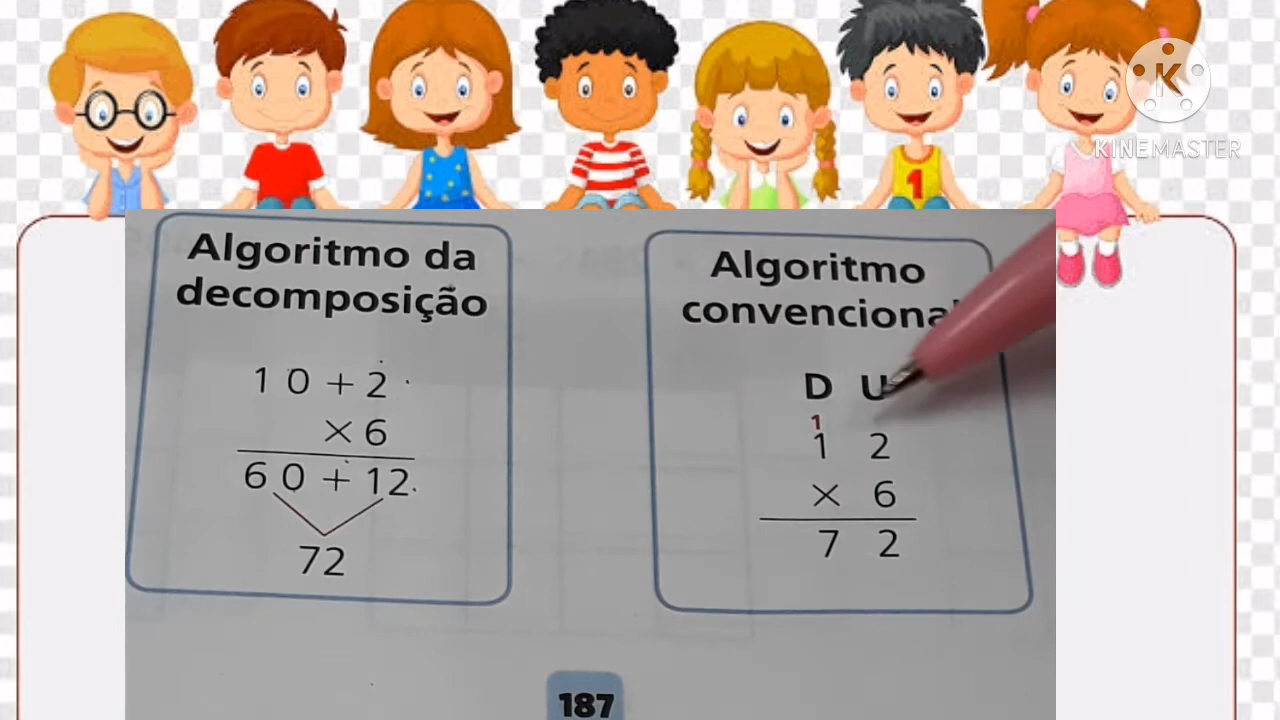 K
KINEMASTER
1
Algoritmo da
decomposição
10 + 2
× 6
60 + 12
72
Algoritmo
convenciona
D U
1
1 2
× 6
7 2
187